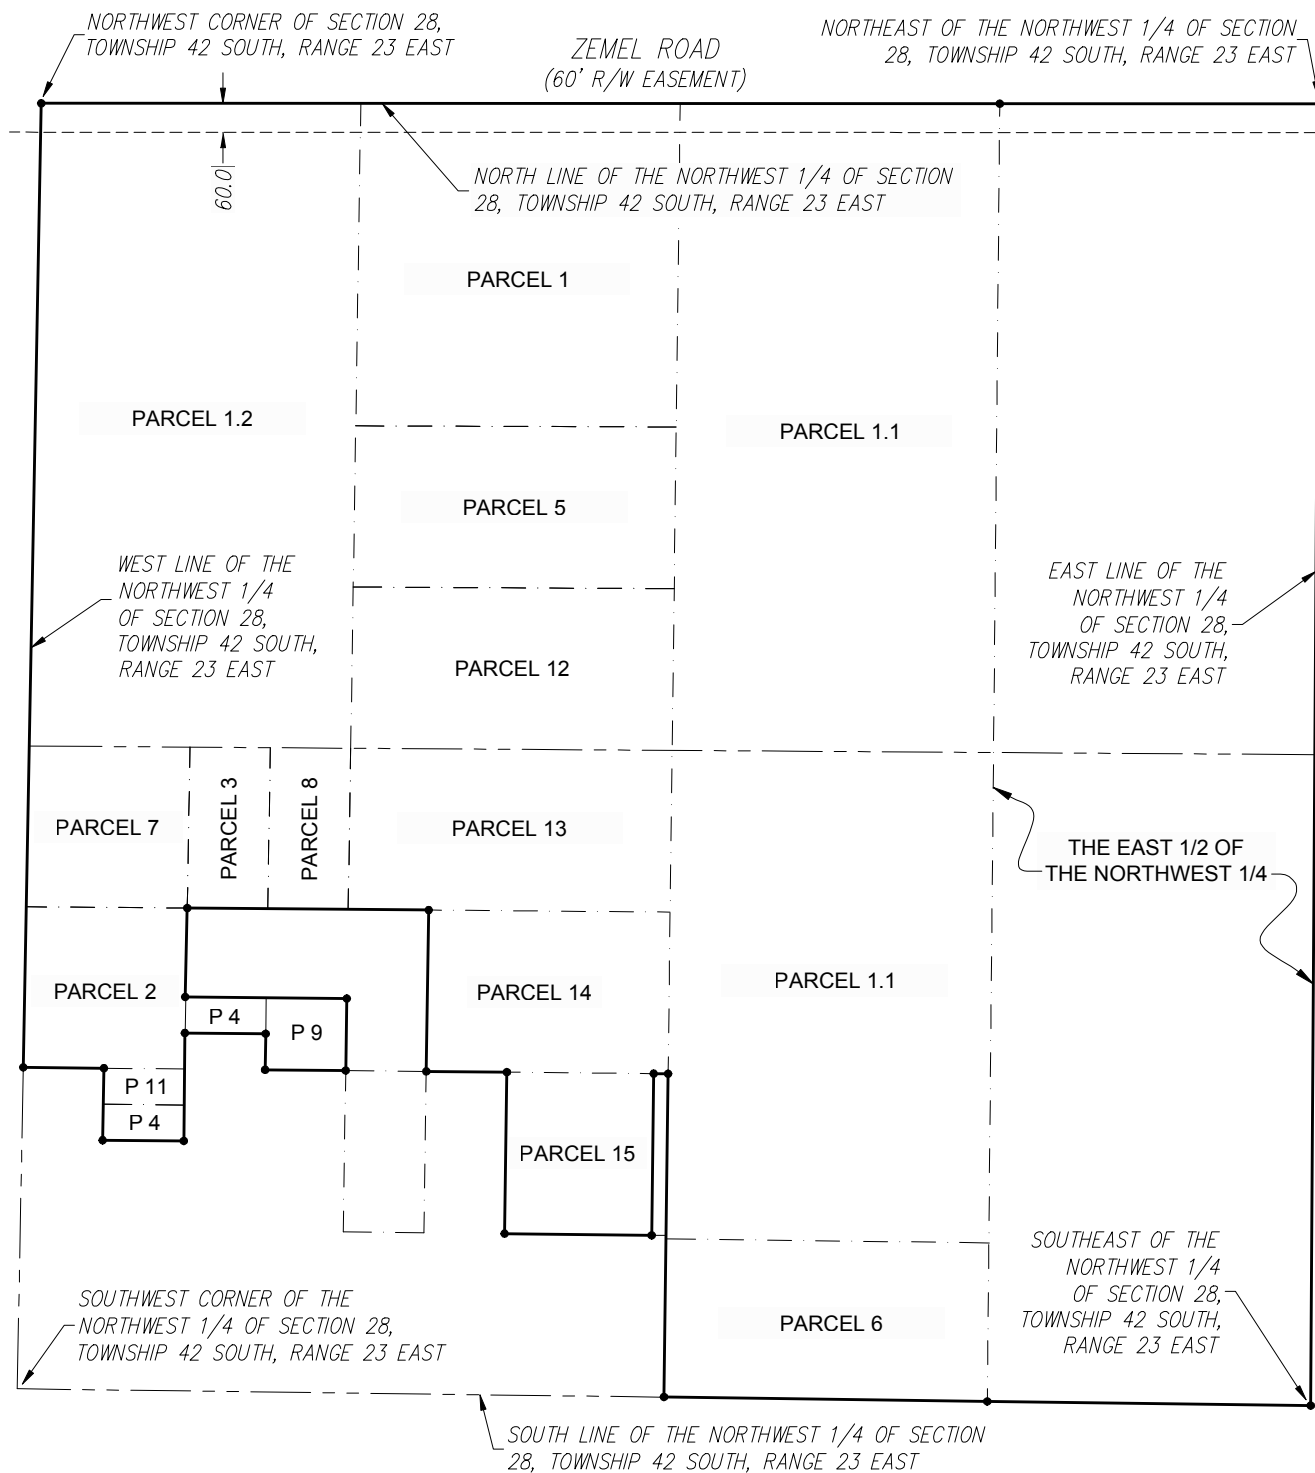 NORTHWEST CORNER OF SECTION 28,
TOWNSHIP 42 SOUTH, RANGE 23 EAST
ZEMEL ROAD
(60' R/W EASEMENT)
NORTHEAST OF THE NORTHWEST 1/4 OF SECTION
28, TOWNSHIP 42 SOUTH, RANGE 23 EAST
60.0
NORTH LINE OF THE NORTHWEST 1/4 OF SECTION
28, TOWNSHIP 42 SOUTH, RANGE 23 EAST
PARCEL 1
PARCEL 1.2
PARCEL 1.1
PARCEL 5
WEST LINE OF THE
NORTHWEST 1/4
OF SECTION 28,
TOWNSHIP 42 SOUTH,
RANGE 23 EAST
EAST LINE OF THE
NORTHWEST 1/4
OF SECTION 28,
TOWNSHIP 42 SOUTH,
RANGE 23 EAST
PARCEL 12
PARCEL 7
PARCEL 3
PARCEL 8
PARCEL 13
THE EAST 1/2 OF
THE NORTHWEST 1/4
PARCEL 2
P 4
P 9
PARCEL 14
PARCEL 1.1
P 11
P 4
PARCEL 15
SOUTHEAST OF THE
NORTHWEST 1/4
OF SECTION 28,
TOWNSHIP 42 SOUTH,
RANGE 23 EAST
SOUTHWEST CORNER OF THE
NORTHWEST 1/4 OF SECTION 28,
TOWNSHIP 42 SOUTH, RANGE 23 EAST
PARCEL 6
SOUTH LINE OF THE NORTHWEST 1/4 OF SECTION
28, TOWNSHIP 42 SOUTH, RANGE 23 EAST